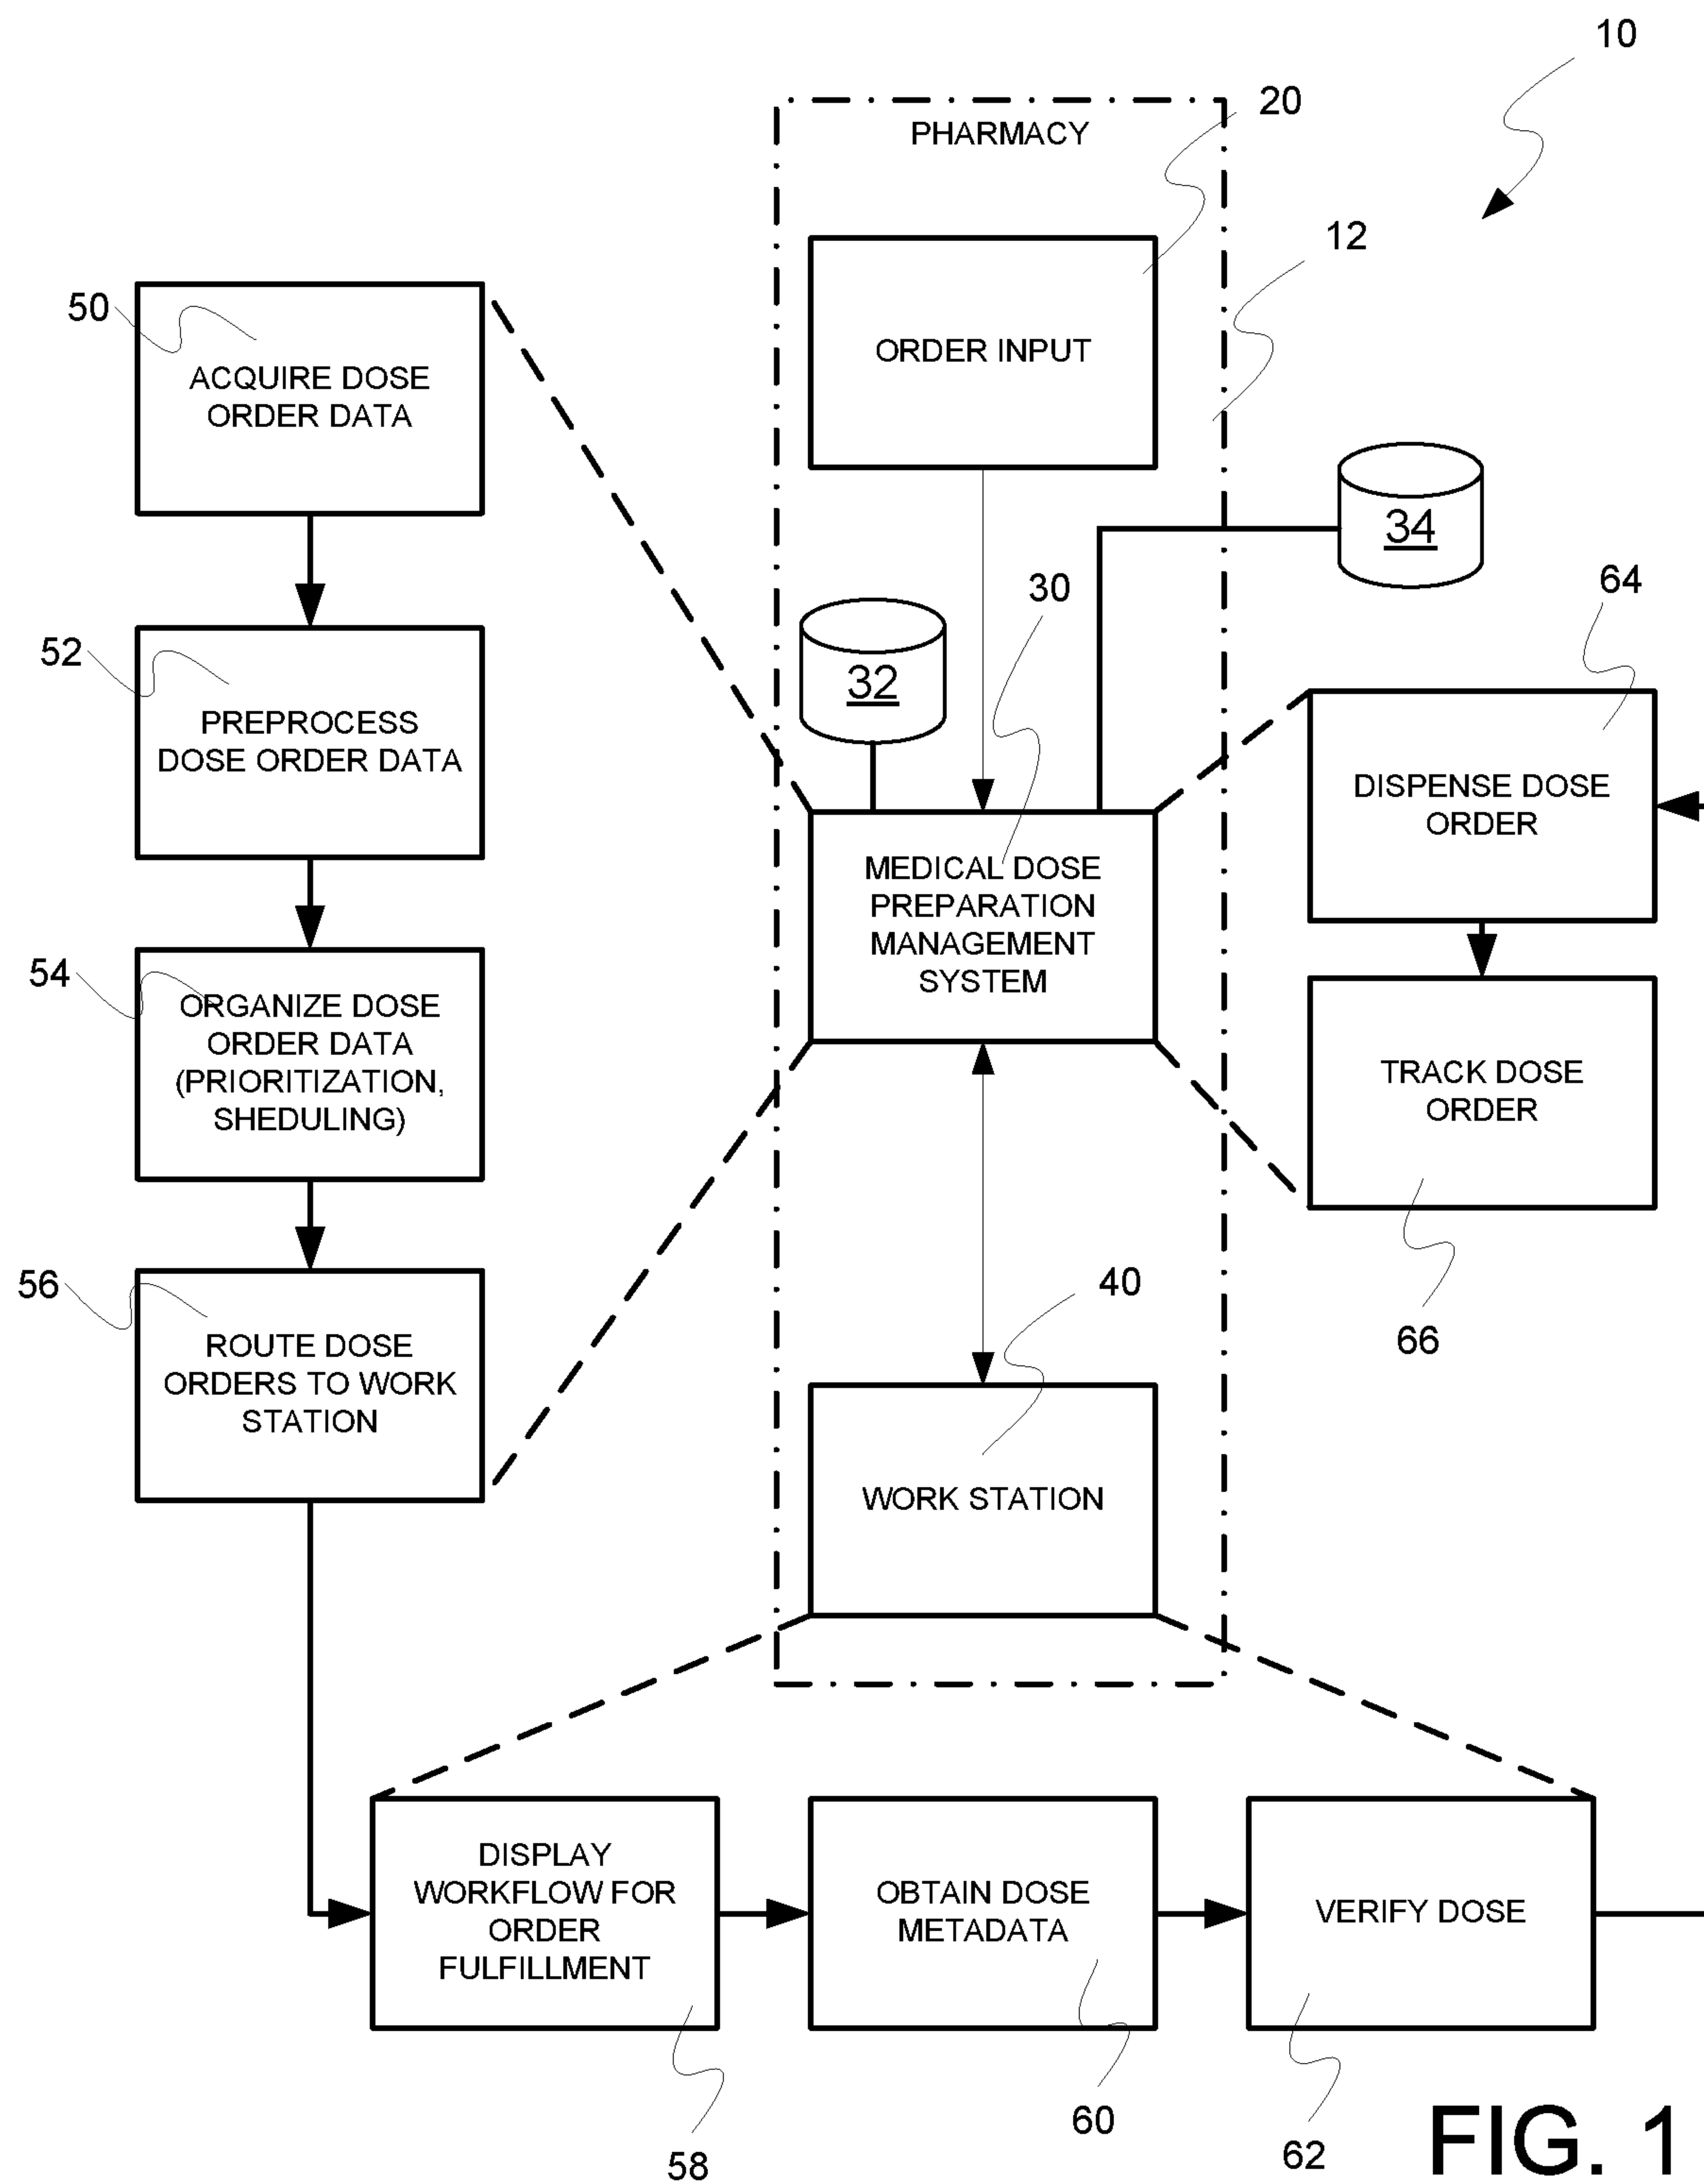 10
20
PHARMACY
12
50
ORDER INPUT
ACQUIRE DOSE
ORDER DATA
34
30
64
52
32
PREPROCESS
DOSE ORDER DATA
DISPENSE DOSE
ORDER
MEDICAL DOSE
PREPARATION
MANAGEMENT
SYSTEM
54
ORGANIZE DOSE
ORDER DATA
(PRIORITIZATION,
SHEDULING)
TRACK DOSE
ORDER
56
40
66
ROUTE DOSE
ORDERS TO WORK
STATION
WORK STATION
DISPLAY
WORKFLOW FOR
ORDER
FULFILLMENT
OBTAIN DOSE
METADATA
VERIFY DOSE
58
60
62
FIG. 1